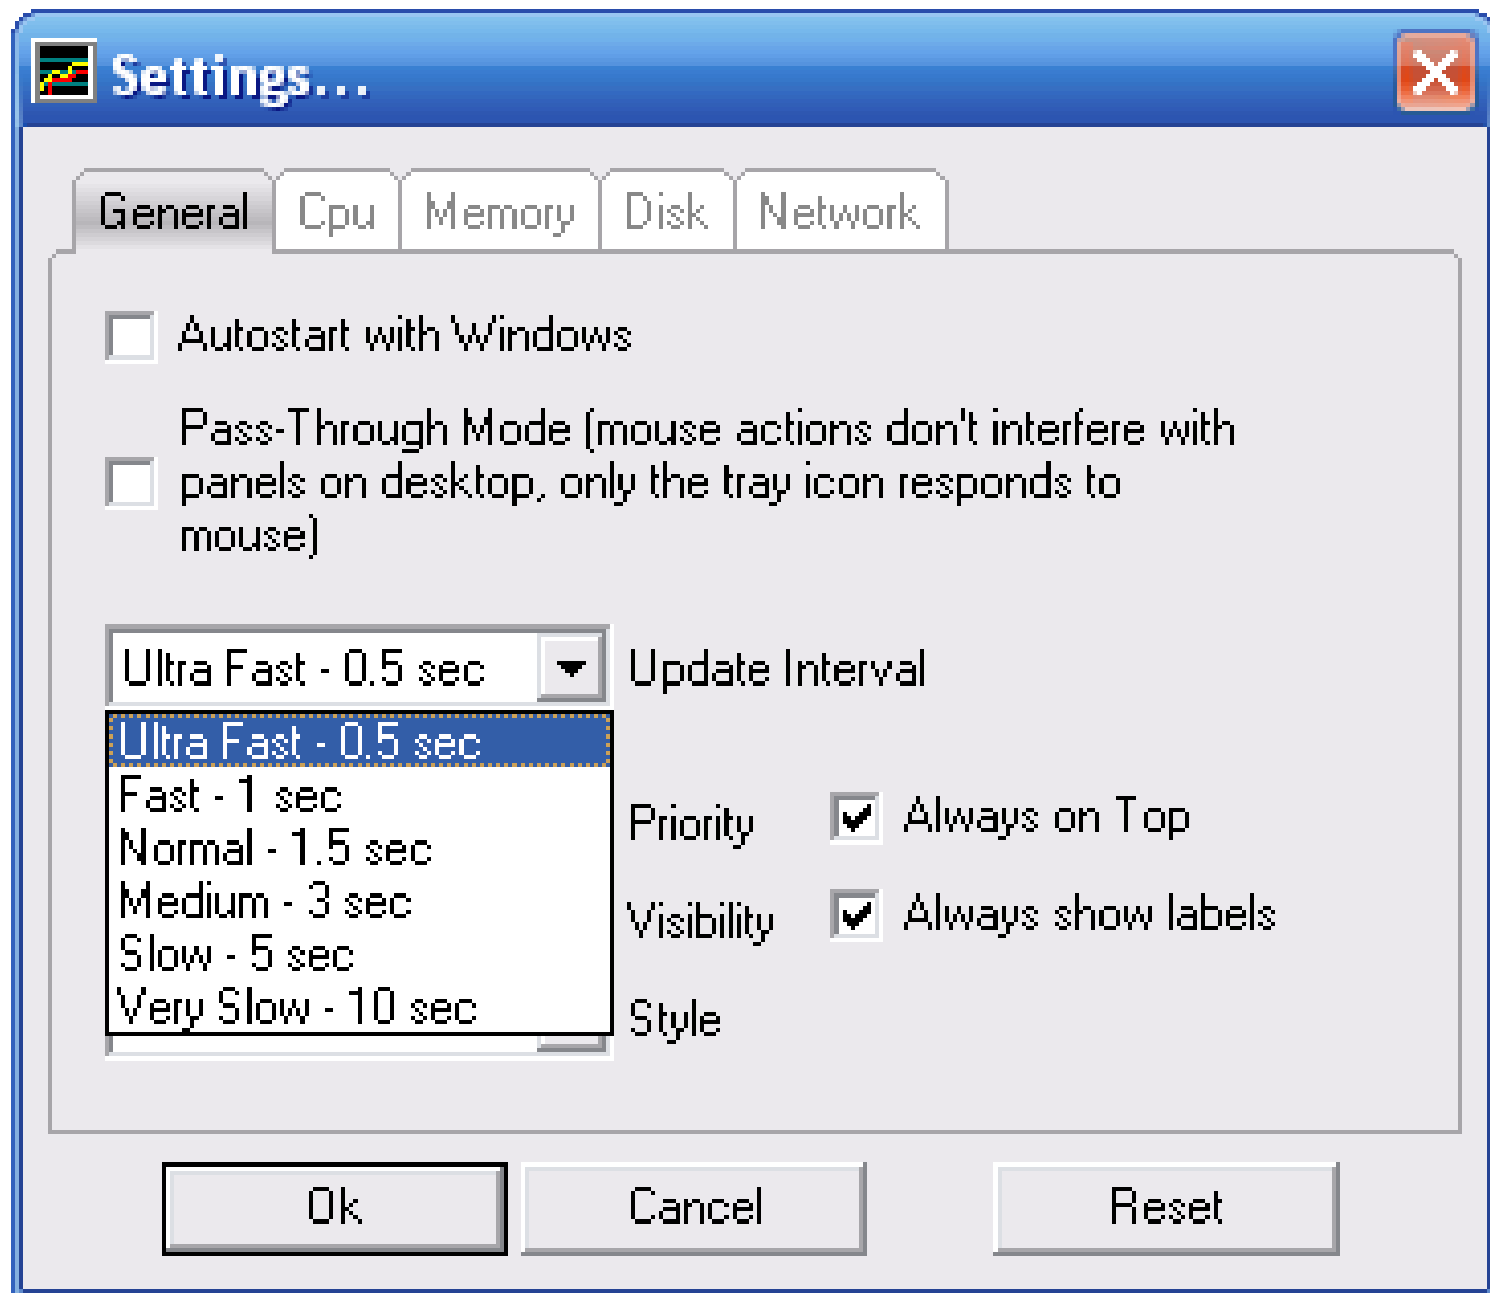 Settings...
General Cpu Memory Disk Network
Autostart with Windows
Pass-Through Mode (mouse actions don't interfere with
panels on desktop, only the tray icon responds to
mouse)
Ultra Fast - 0.5 sec Update Interval
Ultra Fast - 0.5 sec
Fast - 1 sec
Normal - 1.5 sec
Medium - 3 sec
Slow - 5 sec
Very Slow - 10 sec
Priority Always on Top
Visibility Always show labels
Style
Ok Cancel Reset